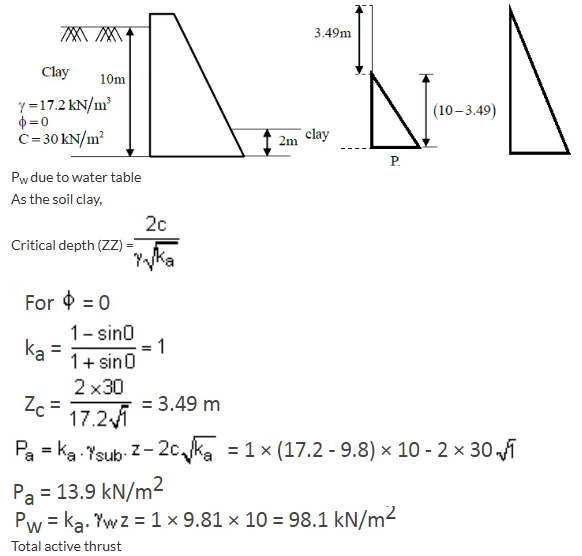 3.49m
Clay
10m
γ=17.2 kN/m³
ϕ=0
C=30 kN/m²
2m
clay
(10–3.49)
P.
Pw due to water table
As the soil clay,
Critical depth (ZZ) = 2c / γ√ka
For ϕ = 0
ka = 1 – sin0 / 1 + sin0 = 1
Zc = 2 ×30 / 17.2√1 = 3.49 m
Pa = ka · γsub · z – 2c√ka = 1 × (17.2 - 9.8) × 10 - 2 × 30√1
Pa = 13.9 kN/m2
Pw = ka. γwz = 1 × 9.81 × 10 = 98.1 kN/m2
Total active thrust